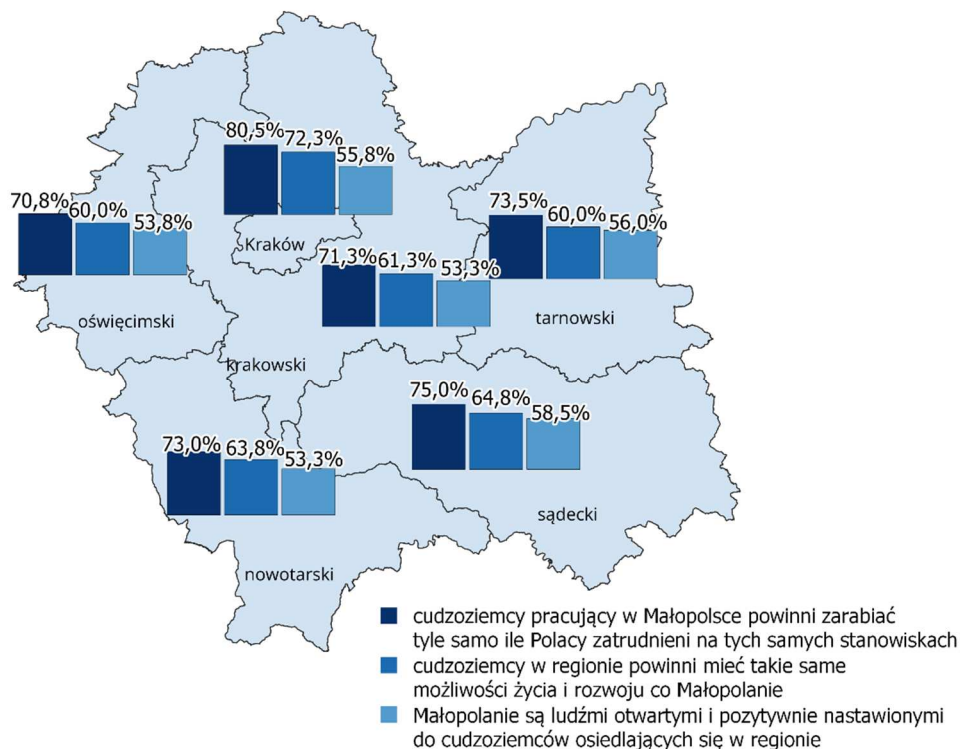 80,5% 72,3% 55,8%
Kraków
70,8% 60,0% 53,8%
oświęcimski
73,5% 60,0% 56,0%
tarnowski
71,3% 61,3% 53,3%
krakowski
75,0% 64,8% 58,5%
sądecki
73,0% 63,8% 53,3%
nowotarski
cudzoziemcy pracujący w Małopolsce powinni zarabiać
tyle samo ile Polacy zatrudnieni na tych samych stanowiskach
cudzoziemcy w regionie powinni mieć takie same
możliwości życia i rozwoju co Małopolanie
Małopolanie są ludźmi otwartymi i pozytywnie nastawionymi
do cudzoziemców osiedlających się w regionie